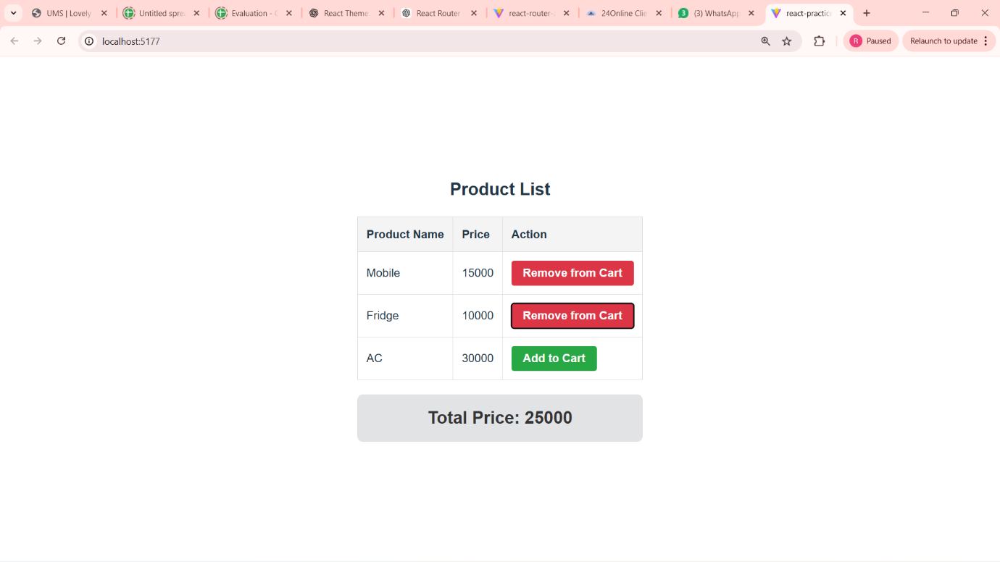 UMS | Lovely
Untitled spre
Evaluation - G
React Theme
React Router
react-router-
24Online Clie
3 (3) WhatsApp
react-practic
localhost:5177
R Paused
Relaunch to update
Product List
Product Name Price Action
Mobile 15000 Remove from Cart
Fridge 10000 Remove from Cart
AC 30000 Add to Cart
Total Price: 25000